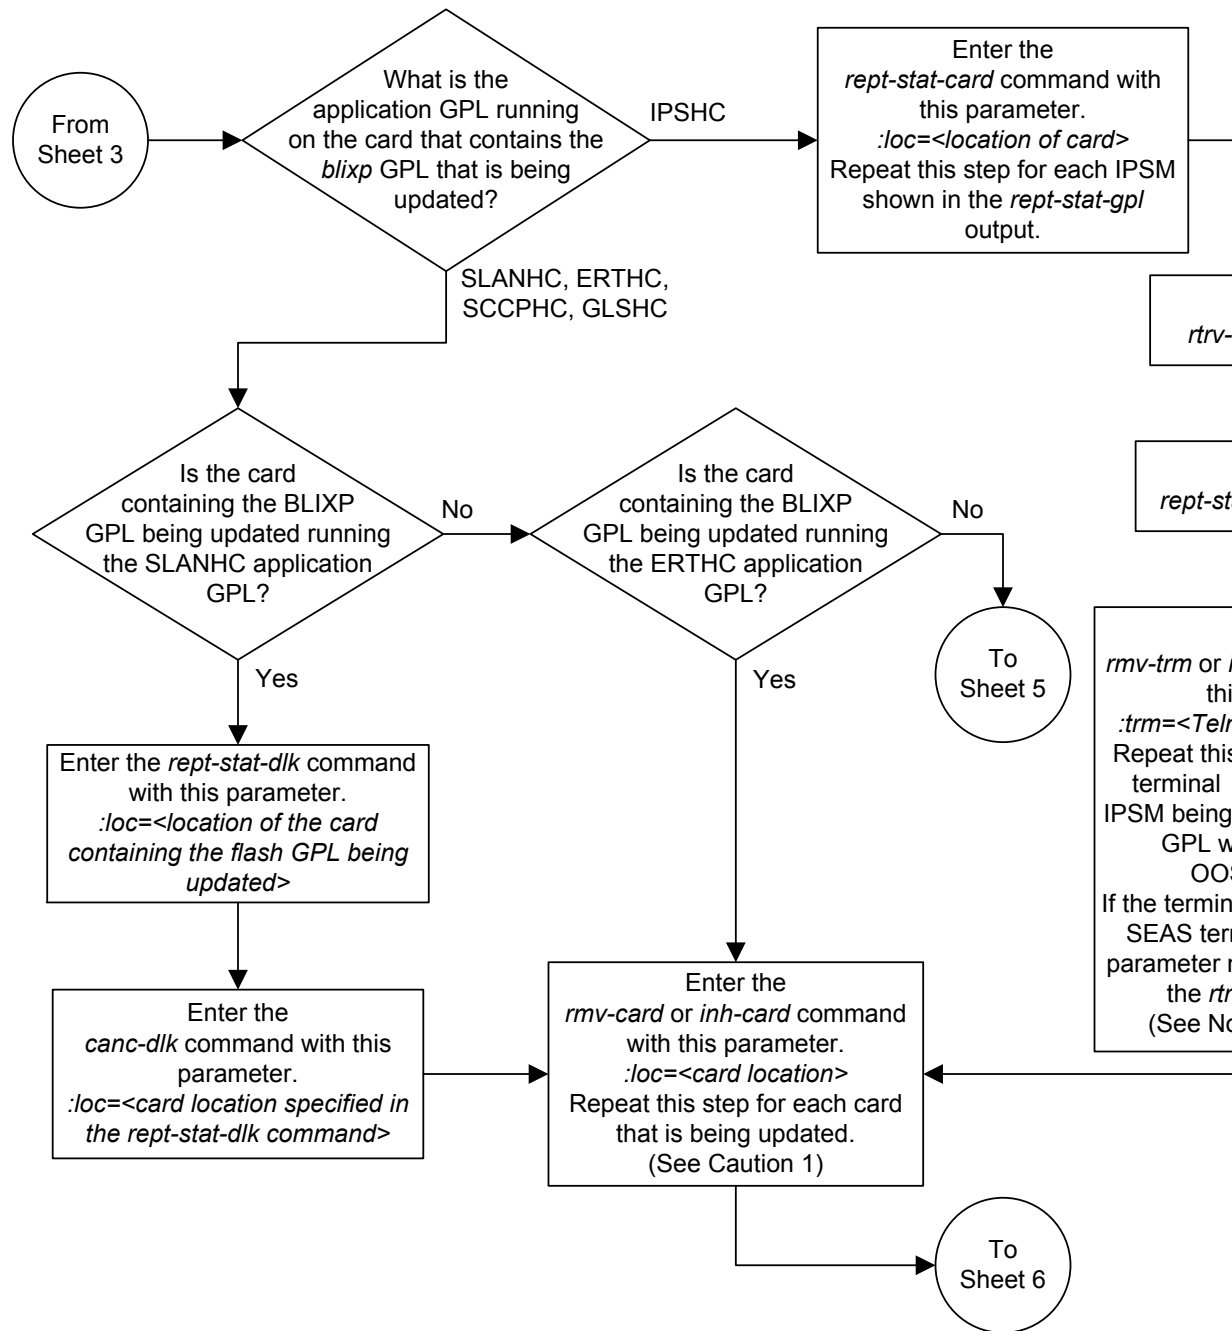 From
Sheet 3
What is the
application GPL running
on the card that contains the
blixp GPL that is being
updated?
IPSHC
Enter the
rept-stat-card command with
this parameter.
:loc=<location of card>
Repeat this step for each IPSM
shown in the rept-stat-gpl
output.
SLANHC, ERTHC,
SCCPHC, GLSHC
rtrv-
Is the card
containing the BLIXP
GPL being updated running
the SLANHC application
GPL?
No
Is the card
containing the BLIXP
GPL being updated running
the ERTHC application
GPL?
No
rept-st
To
Sheet 5
Yes
Yes
rmv-trm or
thi
:trm=<Teln
Repeat this
terminal
IPSM being
GPL w
OOS
If the termin
SEAS terr
parameter r
the rtr
(See No
Enter the rept-stat-dlk command
with this parameter.
:loc=<location of the card
containing the flash GPL being
updated>
Enter the
canc-dlk command with this
parameter.
:loc=<card location specified in
the rept-stat-dlk command>
Enter the
rmv-card or inh-card command
with this parameter.
:loc=<card location>
Repeat this step for each card
that is being updated.
(See Caution 1)
To
Sheet 6